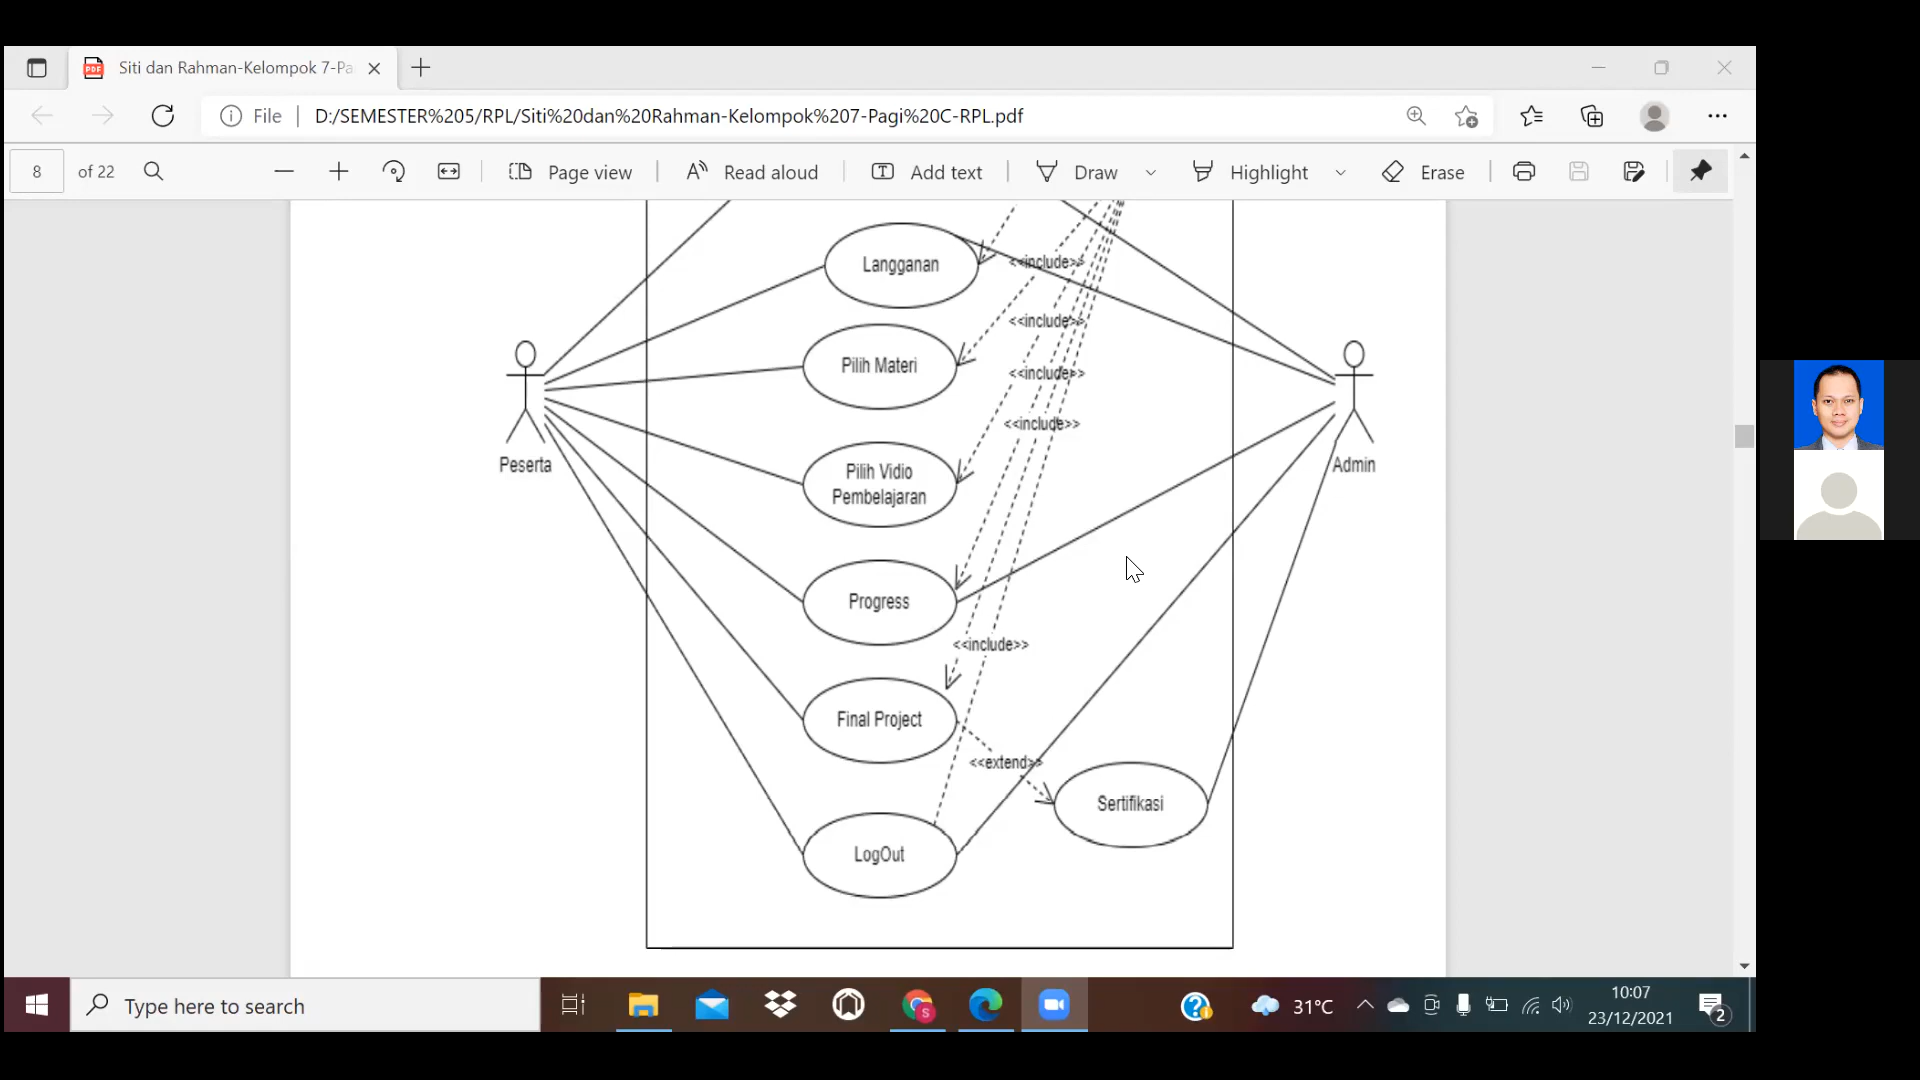 Siti dan Rahman-Kelompok 7-Pa
File
D:/SEMESTER%205/RPL/Siti%20dan%20Rahman-Kelompok%207-Pagi%20C-RPL.pdf
8 of 22
Page view
Read aloud
Add text
Draw
Highlight
Erase
Langganan
<<include>>
<<include>>
Pilih Materi
<<include>>
<<include>>
Peserta
Admin
Pilih Vidio
Pembelajaran
Progress
<<include>>
Final Project
<<extend>>
Sertifikasi
LogOut
Type here to search
31°C
10:07
23/12/2021
2